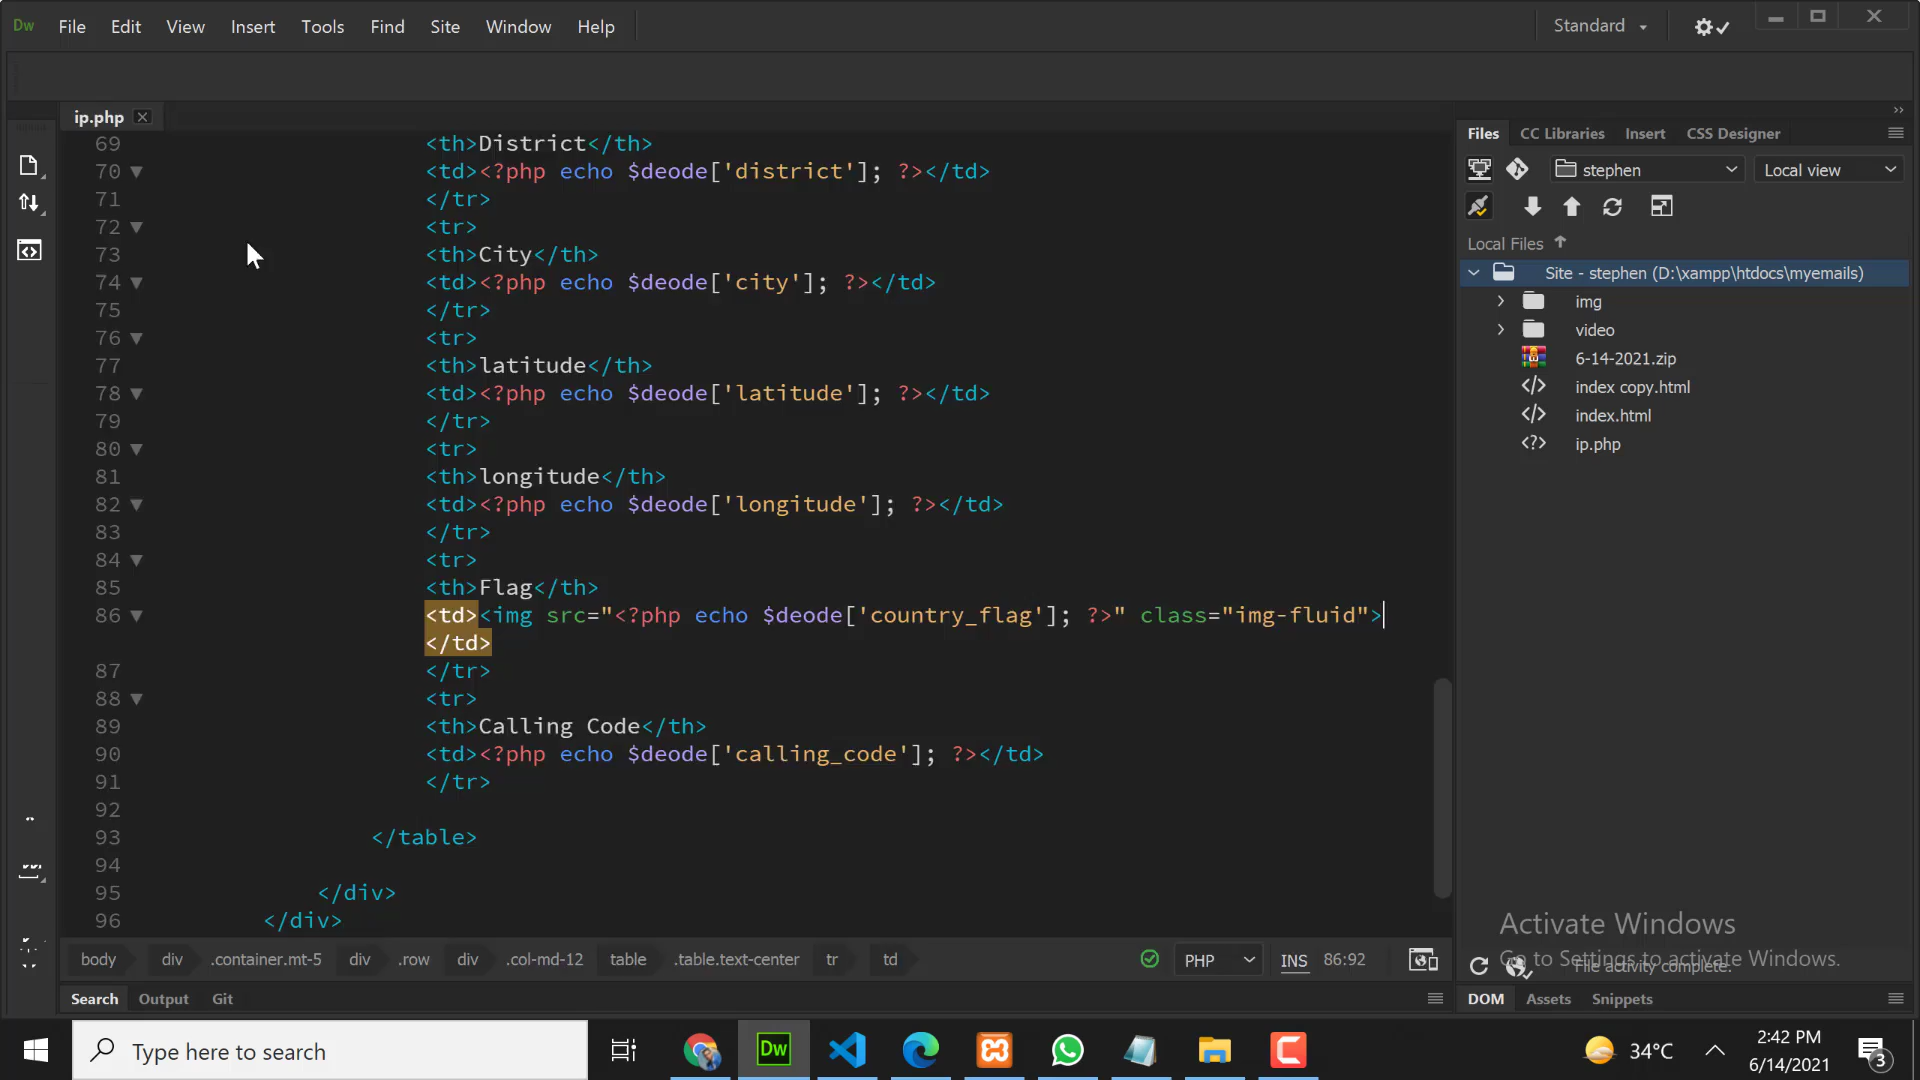 Dw File Edit View Insert Tools Find Site Window Help Standard
ip.php
69 <th>District</th>
70 <td><?php echo $deode['district']; ?></td>
71 </tr>
72 <tr>
73 <th>City</th>
74 <td><?php echo $deode['city']; ?></td>
75 </tr>
76 <tr>
77 <th>latitude</th>
78 <td><?php echo $deode['latitude']; ?></td>
79 </tr>
80 <tr>
81 <th>longitude</th>
82 <td><?php echo $deode['longitude']; ?></td>
83 </tr>
84 <tr>
85 <th>Flag</th>
86 <td><img src="<?php echo $deode['country_flag']; ?>" class="img-fluid">
</td>
87 </tr>
88 <tr>
89 <th>Calling Code</th>
90 <td><?php echo $deode['calling_code']; ?></td>
91 </tr>
92
93 </table>
94
95 </div>
96 </div>
body div .container.mt-5 div .row div .col-md-12 table .table.text-center tr td PHP INS 86:92
Search Output Git
Files CC Libraries Insert CSS Designer
stephen Local view
Local Files
Site - stephen (D:\xampp\htdocs\myemails)
img
video
6-14-2021.zip
index copy.html
index.html
ip.php
Activate Windows
Go to Settings to activate Windows.
File activity complete.
DOM Assets Snippets
Type here to search
Dw
34°C
2:42 PM
6/14/2021
3